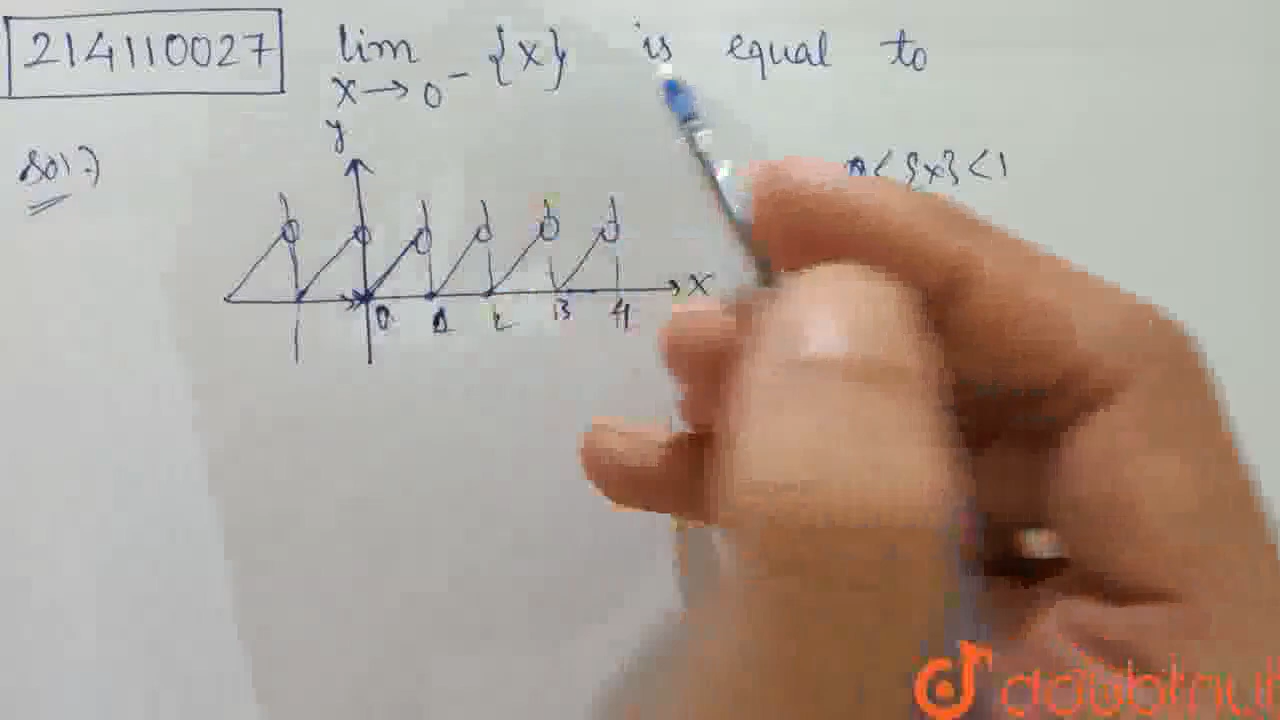 214110027 lim {x} is equal to
x→0⁻
Sol:)
y
0<{x}<1
x
0 1 2 3 4
doubtnut